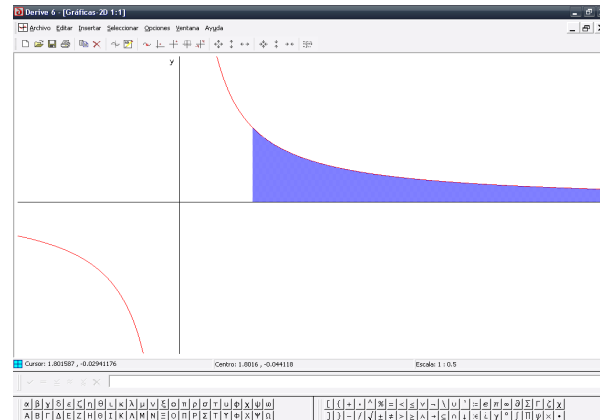 Derive 6 - [Gráficas-2D 1:1]
Archivo Editar Insertar Seleccionar Opciones Ventana Ayuda
y
Cursor: 1.801587 , -0.02941176 Centro: 1.8016 , -0.044118 Escala: 1 : 0.5
α β γ δ ε ζ η θ ι κ λ μ ν ξ ο π ρ σ τ υ φ χ ψ ω
Α Β Γ Δ Ε Ζ Η Θ Ι Κ Λ Μ Ν Ξ Ο Π Ρ Σ Τ Υ Φ Χ Ψ Ω